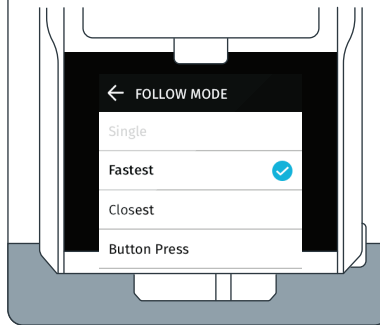 FOLLOW MODE
Single
Fastest
Closest
Button Press